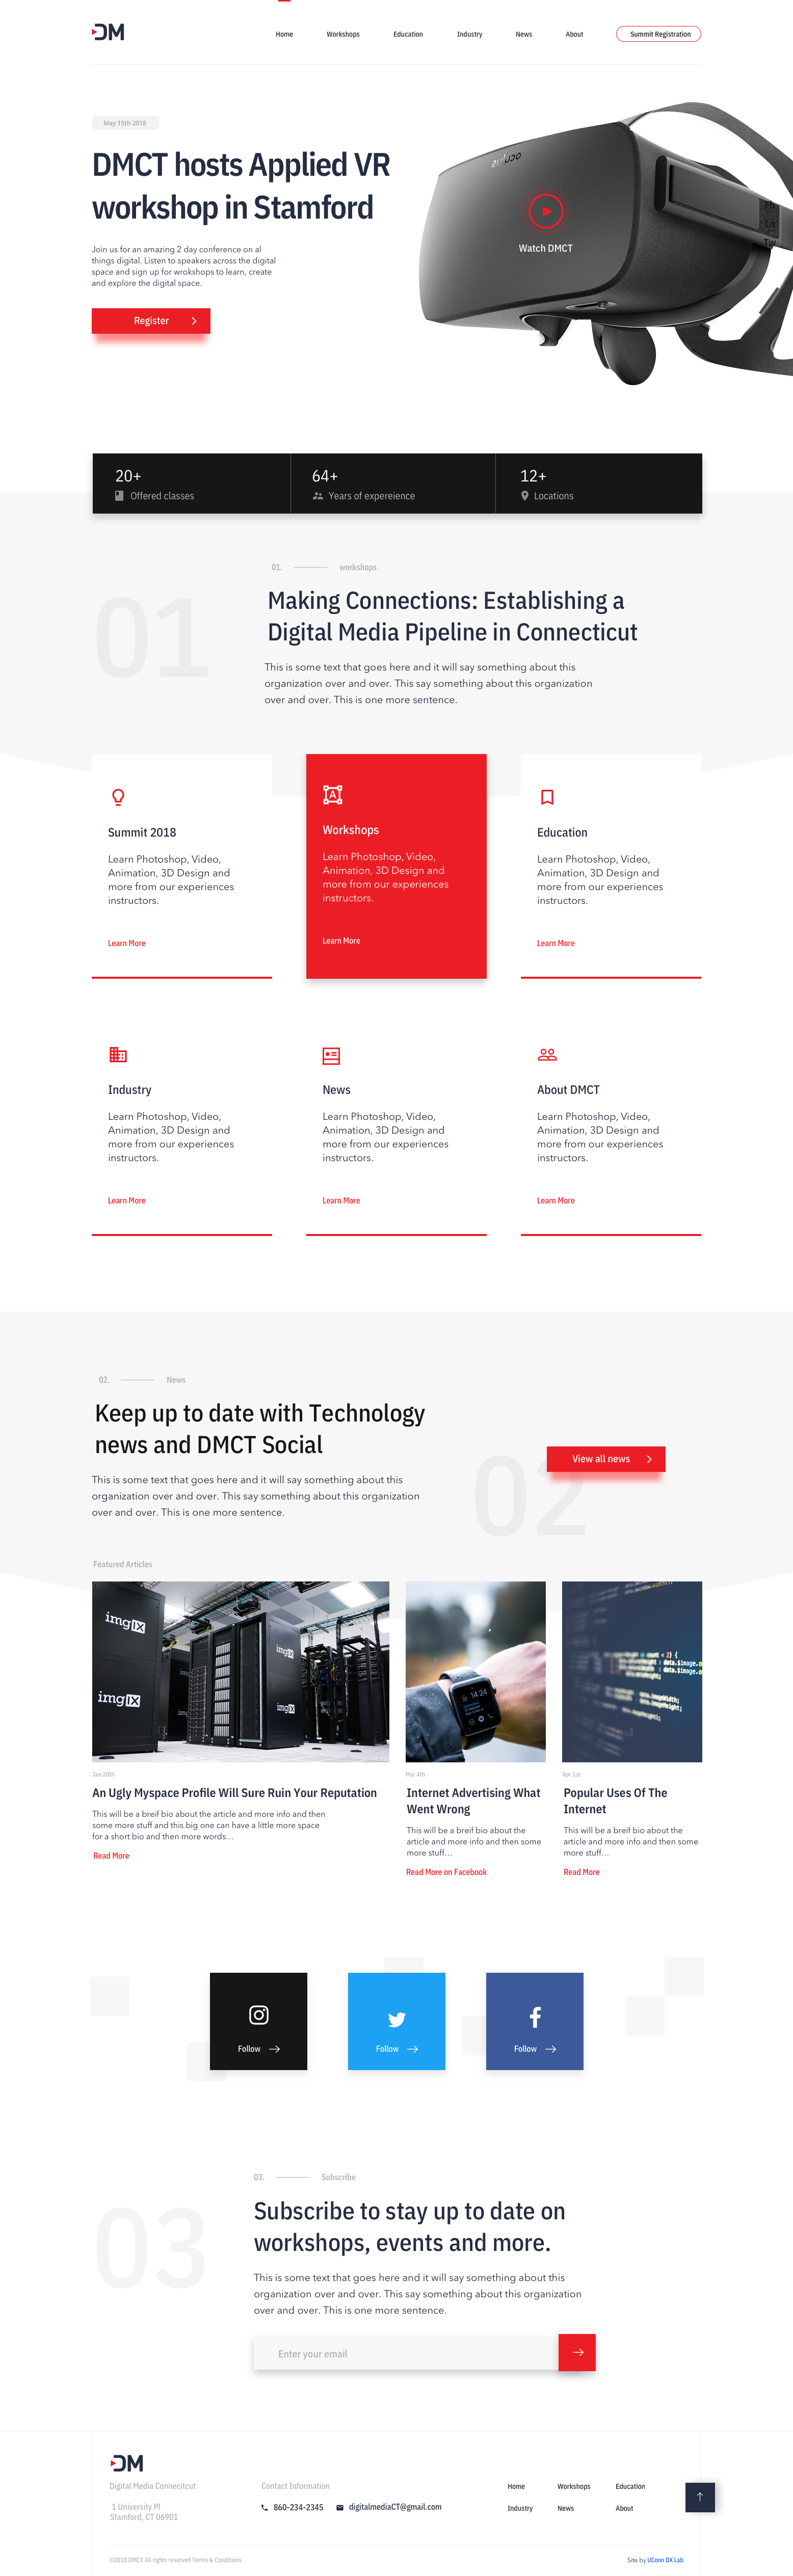 DM
Home
Workshops
Education
Industry
News
About
Summit Registration
May 15th 2018
DMCT hosts Applied VR
workshop in Stamford
Join us for an amazing 2 day conference on al
things digital. Listen to speakers across the digital
space and sign up for wrokshops to learn, create
and explore the digital space.
Register
oculus
Watch DMCT
Fb
In
Tw
20+
Offered classes
64+
Years of expereience
12+
Locations
01
01.
workshops
Making Connections: Establishing a
Digital Media Pipeline in Connecticut
This is some text that goes here and it will say something about this
organization over and over. This say something about this organization
over and over. This is one more sentence.
Summit 2018
Learn Photoshop, Video,
Animation, 3D Design and
more from our experiences
instructors.
Learn More
A
Workshops
Learn Photoshop, Video,
Animation, 3D Design and
more from our experiences
instructors.
Learn More
Education
Learn Photoshop, Video,
Animation, 3D Design and
more from our experiences
instructors.
Learn More
Industry
Learn Photoshop, Video,
Animation, 3D Design and
more from our experiences
instructors.
Learn More
News
Learn Photoshop, Video,
Animation, 3D Design and
more from our experiences
instructors.
Learn More
About DMCT
Learn Photoshop, Video,
Animation, 3D Design and
more from our experiences
instructors.
Learn More
02.
News
Keep up to date with Technology
news and DMCT Social
This is some text that goes here and it will say something about this
organization over and over. This say something about this organization
over and over. This is one more sentence.
02
View all news
Featured Articles
imgIX
imgIX
imgIX
imgIX
14:24
Jan 20th
An Ugly Myspace Profile Will Sure Ruin Your Reputation
This will be a breif bio about the article and more info and then
some more stuff and this big one can have a little more space
for a short bio and then more words...
Read More
Mar 4th
Internet Advertising What
Went Wrong
This will be a breif bio about the
article and more info and then some
more stuff...
Read More on Facebook
Apr 1st
Popular Uses Of The
Internet
This will be a breif bio about the
article and more info and then some
more stuff...
Read More
Follow
Follow
Follow
03
03.
Subscribe
Subscribe to stay up to date on
workshops, events and more.
This is some text that goes here and it will say something about this
organization over and over. This say something about this organization
over and over. This is one more sentence.
Enter your email
DM
Digital Media Connecitcut
1 University Pl
Stamford, CT 06901
Contact Information
860-234-2345
digitalmediaCT@gmail.com
Home
Workshops
Education
Industry
News
About
©2018 DMCT All rights reserved Terms & Conditions
Site by UConn DX Lab